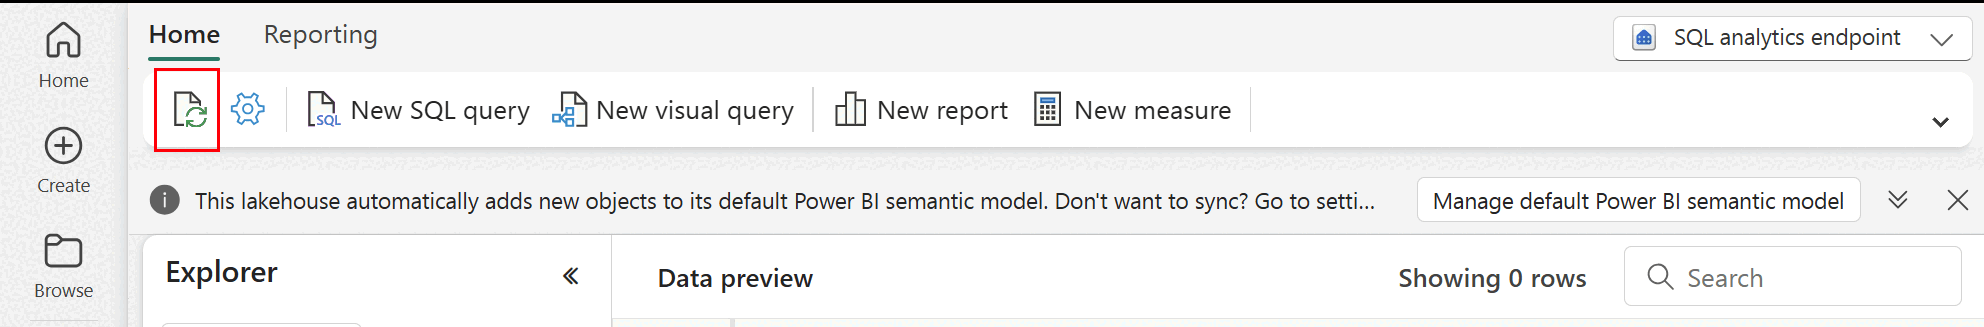 Home
Create
Browse
Home Reporting
SQL analytics endpoint
SQL New SQL query New visual query New report New measure
This lakehouse automatically adds new objects to its default Power BI semantic model. Don't want to sync? Go to setti...
Manage default Power BI semantic model
Explorer
Data preview
Showing 0 rows
Search